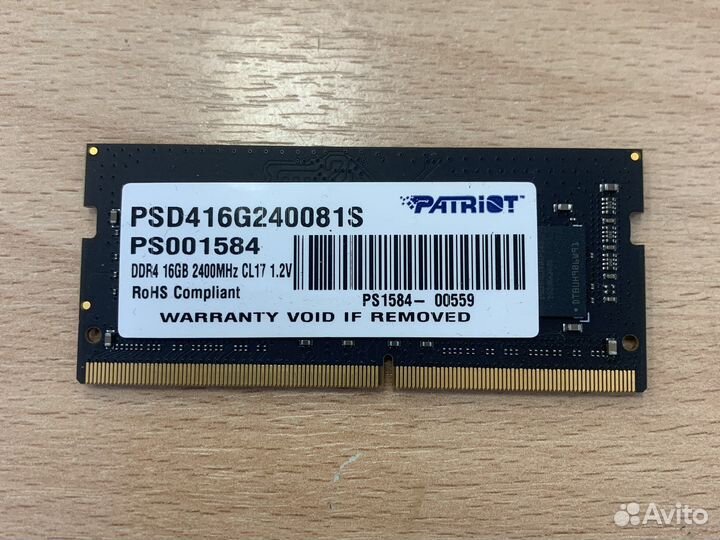 PSD416G240081S
PATRIOT
PS001584
DDR4 16GB 2400MHz CL17 1.2V
RoHS Compliant
PS1584- 00559
WARRANTY VOID IF REMOVED
Avito